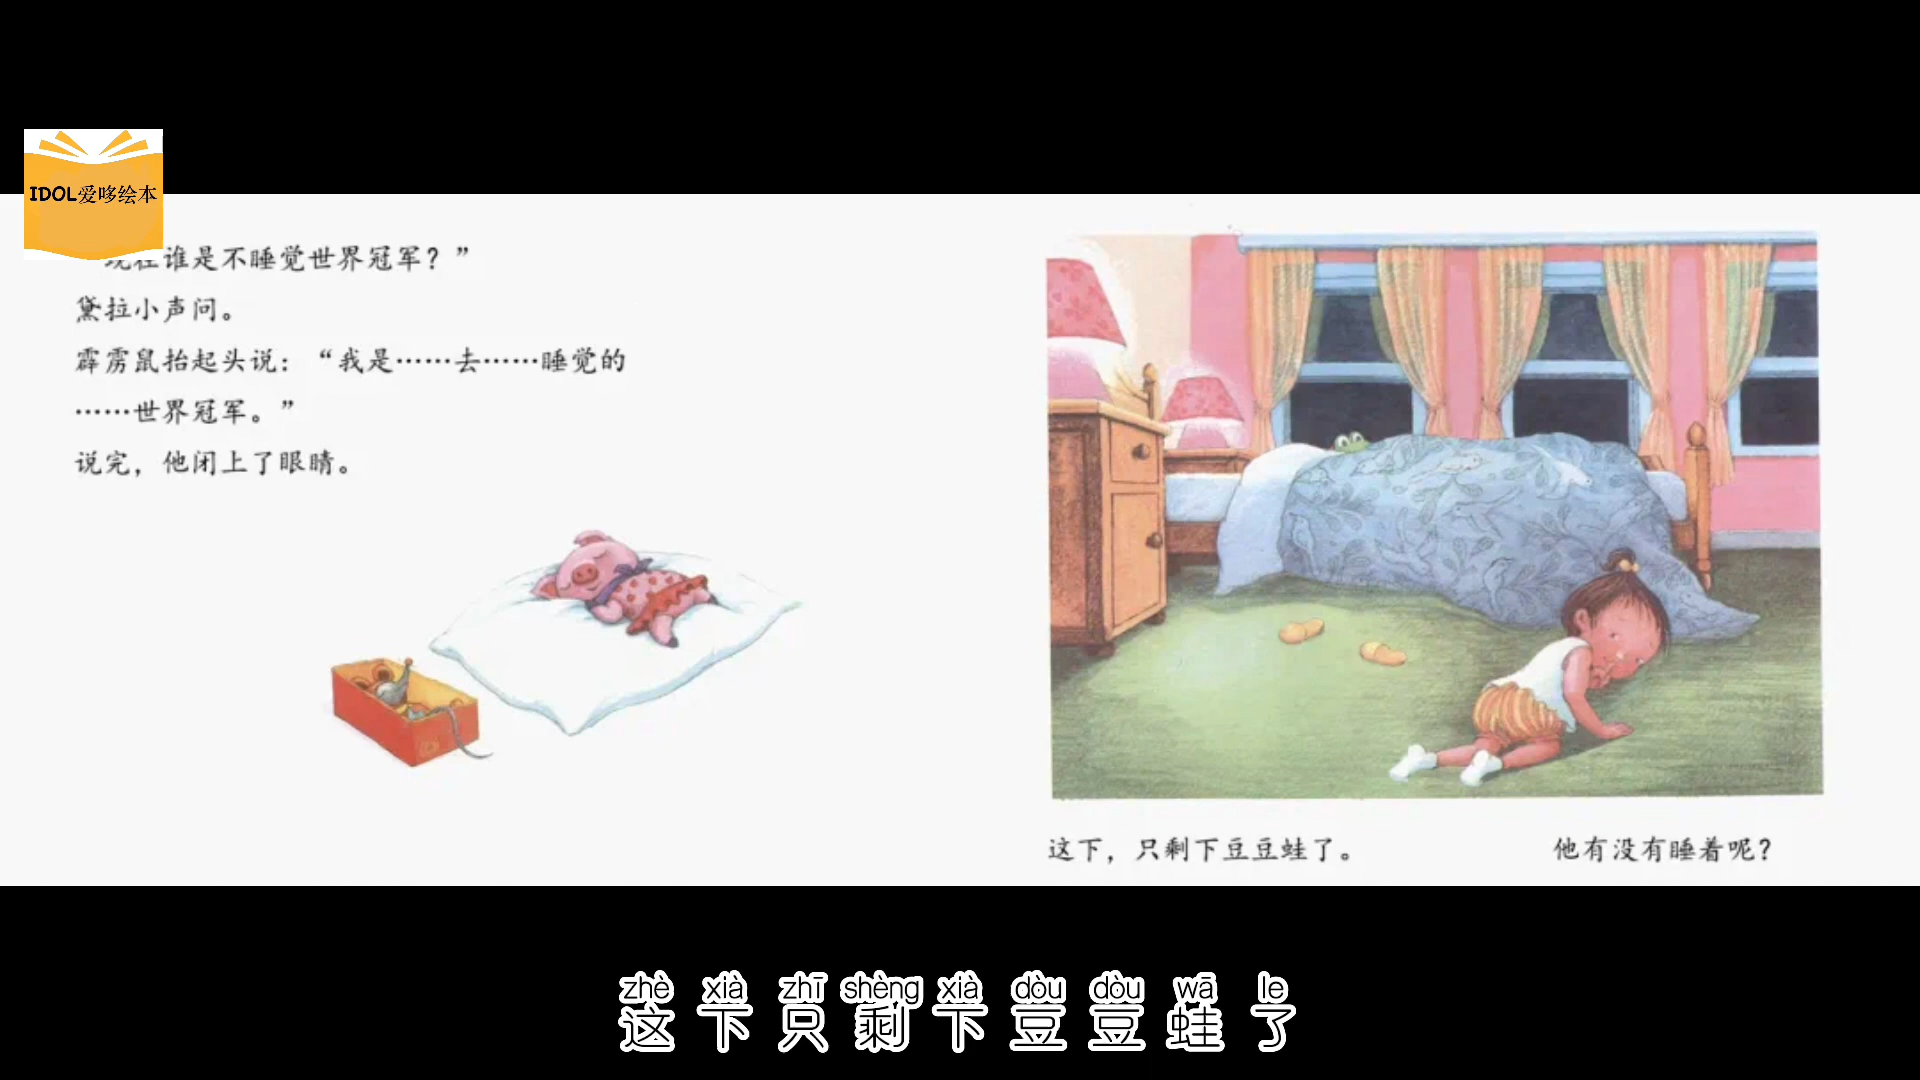 IDOL爱哆绘本
现在谁是不睡觉世界冠军？”
黛拉小声问。
霹雳鼠抬起头说：“我是……去……睡觉的
……世界冠军。”
说完，他闭上了眼睛。
这下，只剩下豆豆蛙了。
他有没有睡着呢？
zhè xià zhī shèng xià dòu dòu wā le
这下只剩下豆豆蛙了